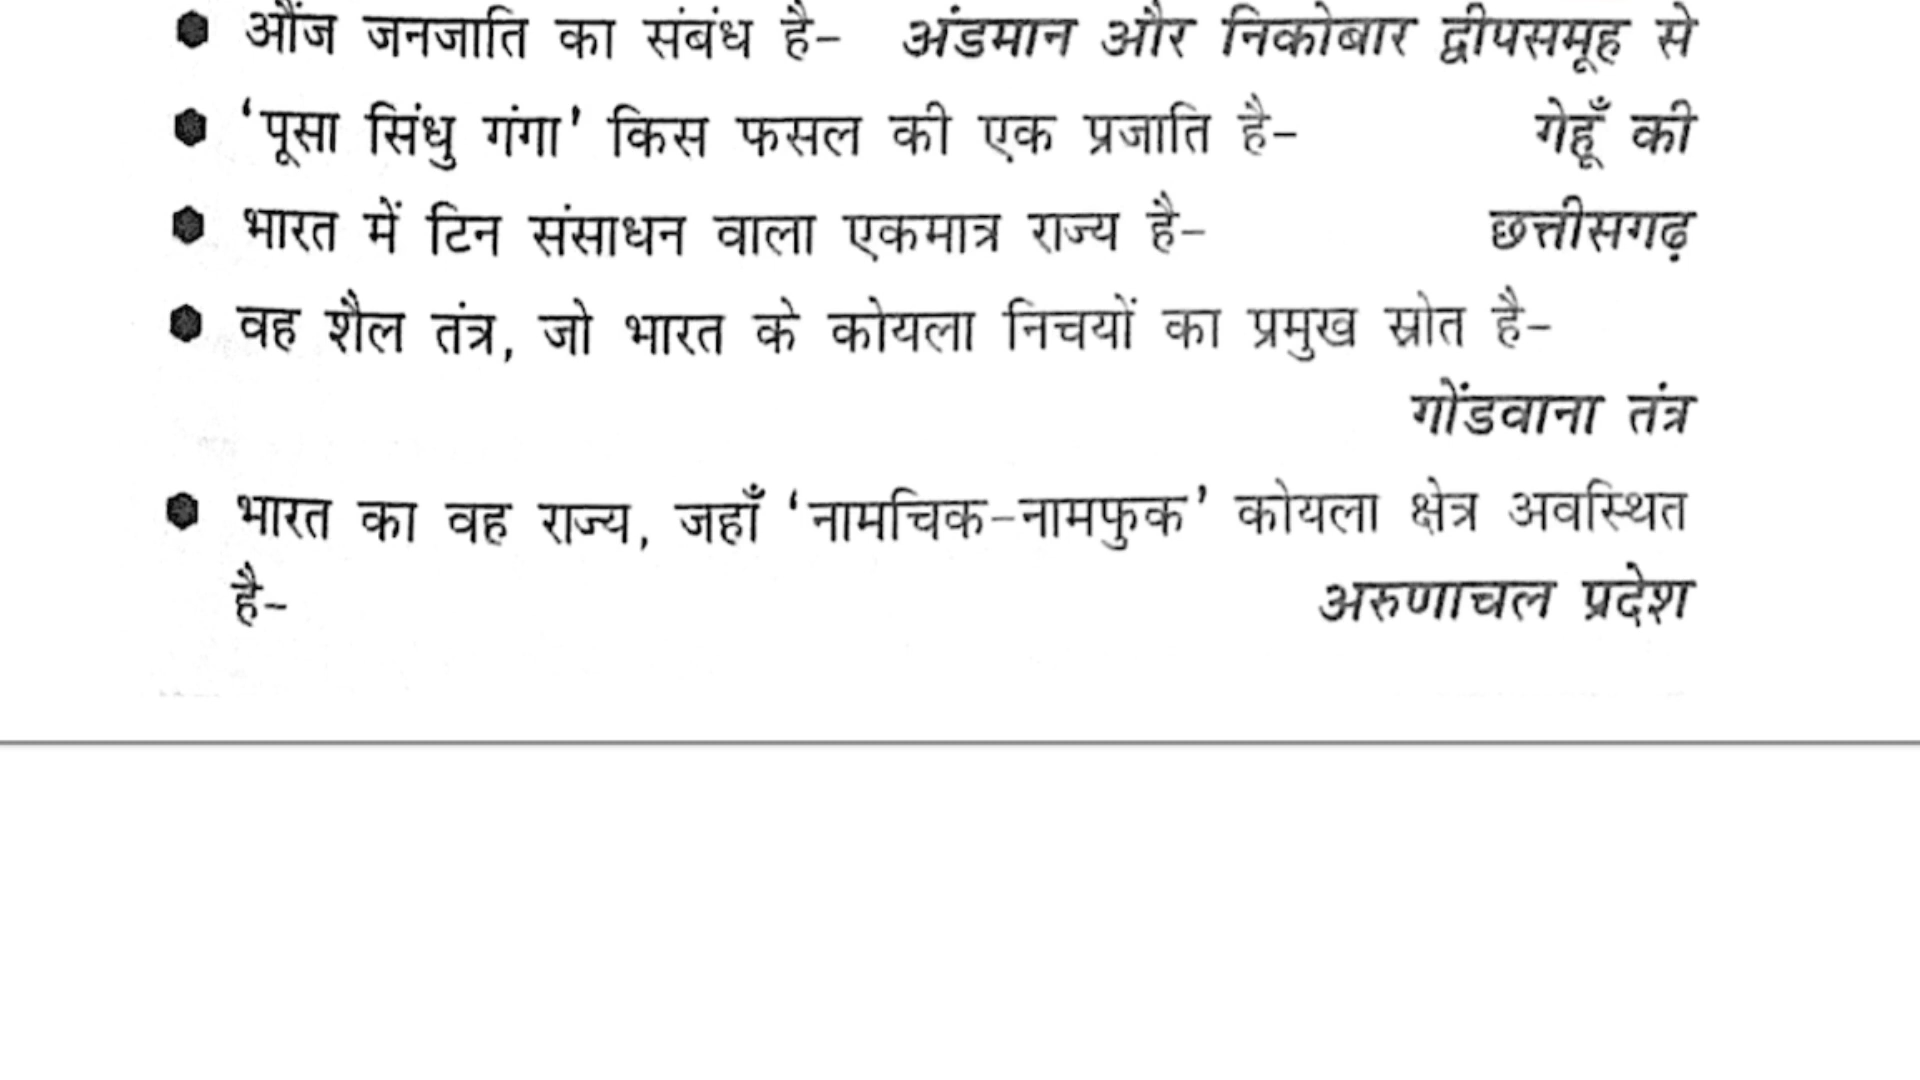 ● औंज जनजाति का संबंध है– अंडमान और निकोबार द्वीपसमूह से
● ‘पूसा सिंधु गंगा’ किस फसल की एक प्रजाति है– गेहूँ की
● भारत में टिन संसाधन वाला एकमात्र राज्य है– छत्तीसगढ़
● वह शैल तंत्र, जो भारत के कोयला निचयों का प्रमुख स्रोत है–
गोंडवाना तंत्र
● भारत का वह राज्य, जहाँ ‘नामचिक–नामफुक’ कोयला क्षेत्र अवस्थित
है– अरुणाचल प्रदेश